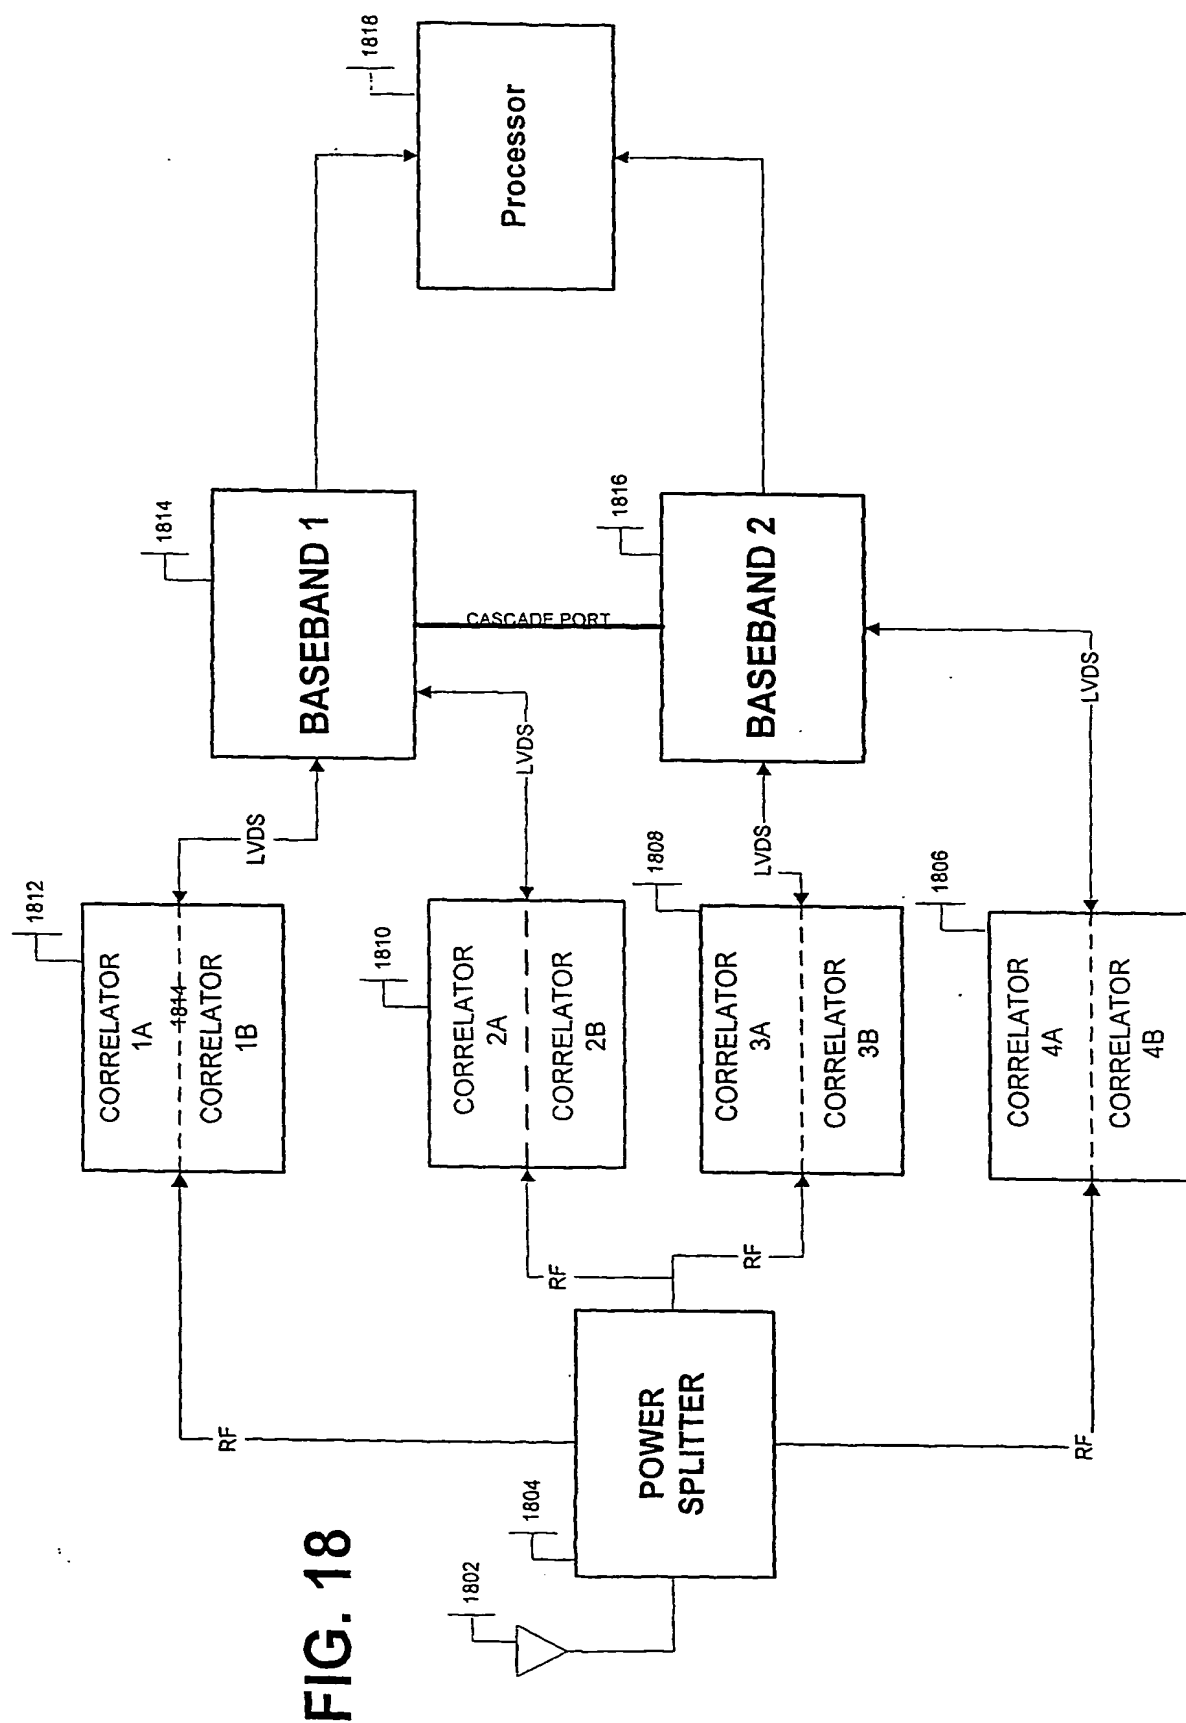 FIG. 18
1802
1804
POWER
SPLITTER
RF
RF
RF
RF
1812
CORRELATOR
1A
1814
CORRELATOR
1B
1810
CORRELATOR
2A
CORRELATOR
2B
1808
CORRELATOR
3A
CORRELATOR
3B
1806
CORRELATOR
4A
CORRELATOR
4B
LVDS
LVDS
LVDS
LVDS
1814
BASEBAND 1
CASCADE PORT
1816
BASEBAND 2
1818
Processor